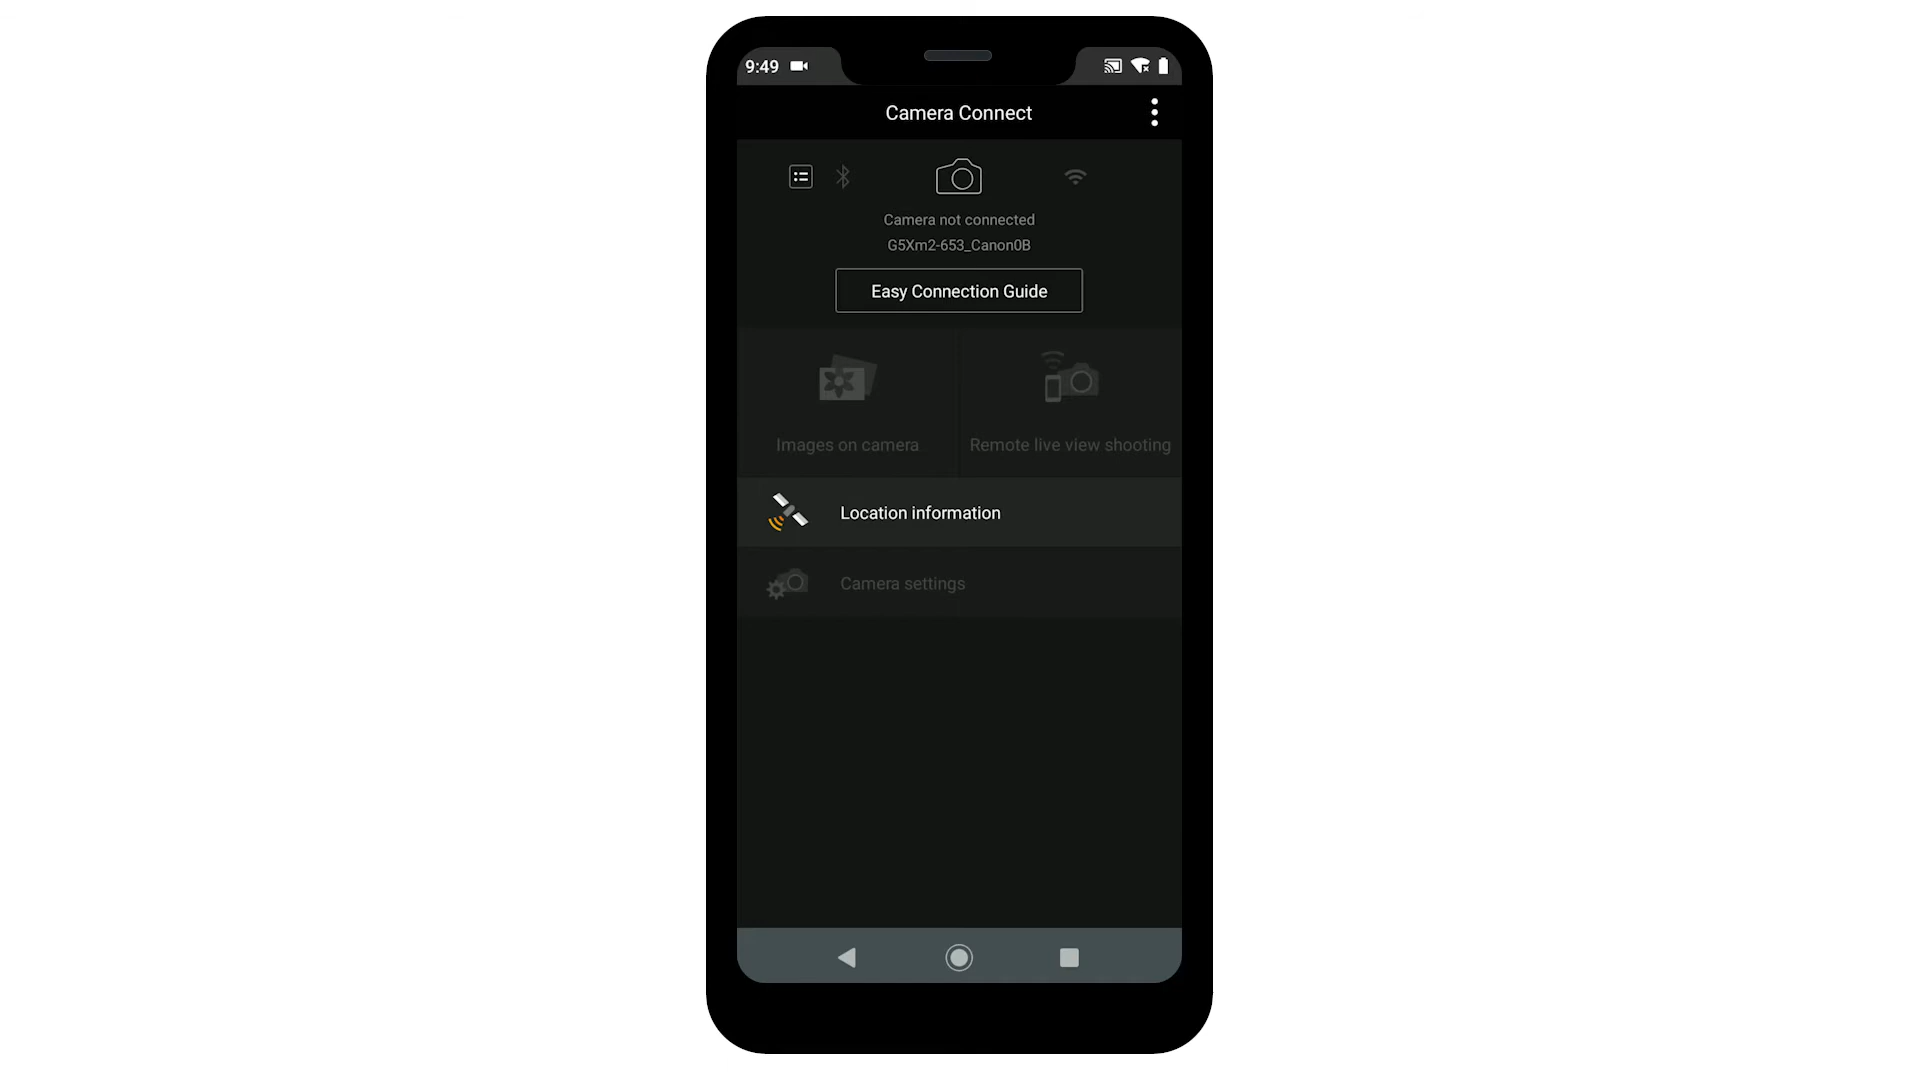 9:49
Camera Connect
Camera not connected
G5Xm2-653_Canon0B
Easy Connection Guide
Images on camera
Remote live view shooting
Location information
Camera settings